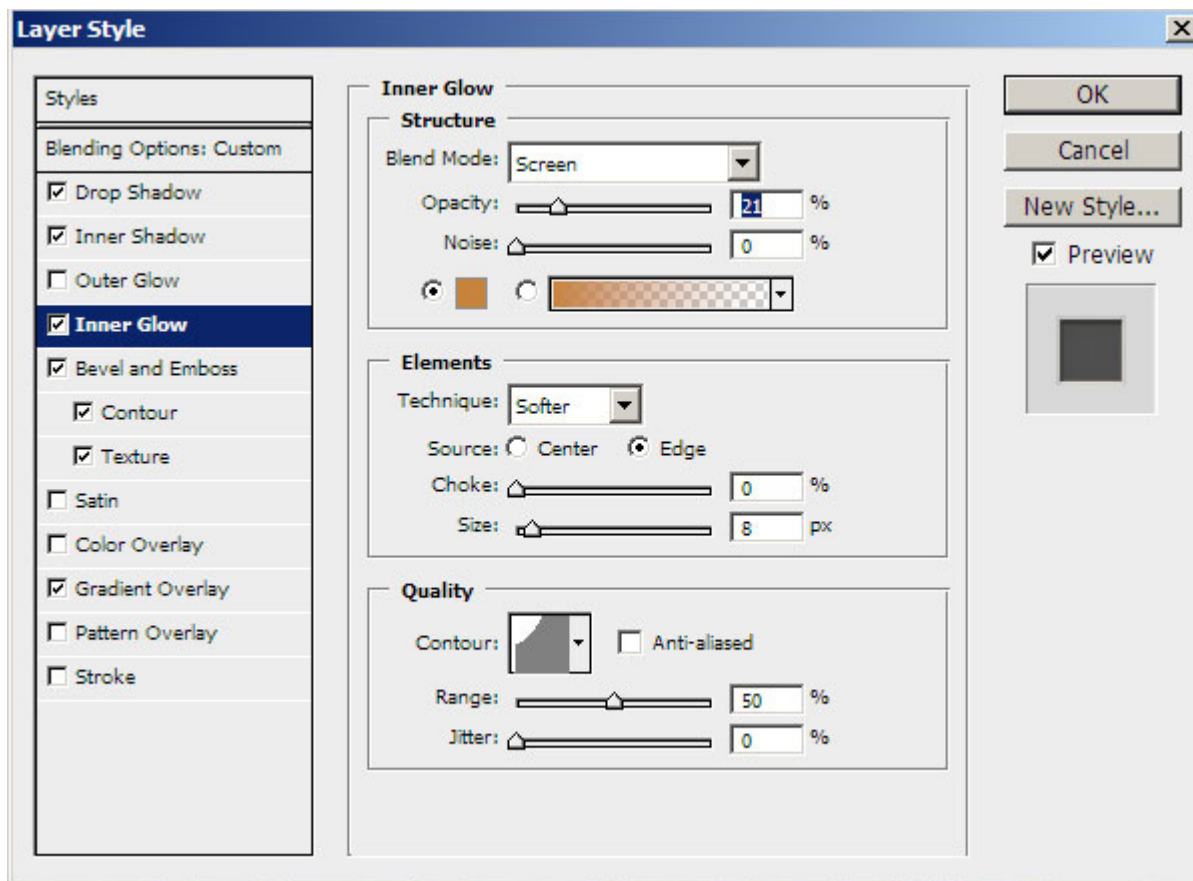 Layer Style
Styles
Blending Options: Custom
Drop Shadow
Inner Shadow
Outer Glow
Inner Glow
Bevel and Emboss
Contour
Texture
Satin
Color Overlay
Gradient Overlay
Pattern Overlay
Stroke
Inner Glow
Structure
Blend Mode: Screen
Opacity: 21 %
Noise: 0 %
Elements
Technique: Softer
Source: Center Edge
Choke: 0 %
Size: 8 px
Quality
Contour: Anti-aliased
Range: 50 %
Jitter: 0 %
OK
Cancel
New Style...
Preview